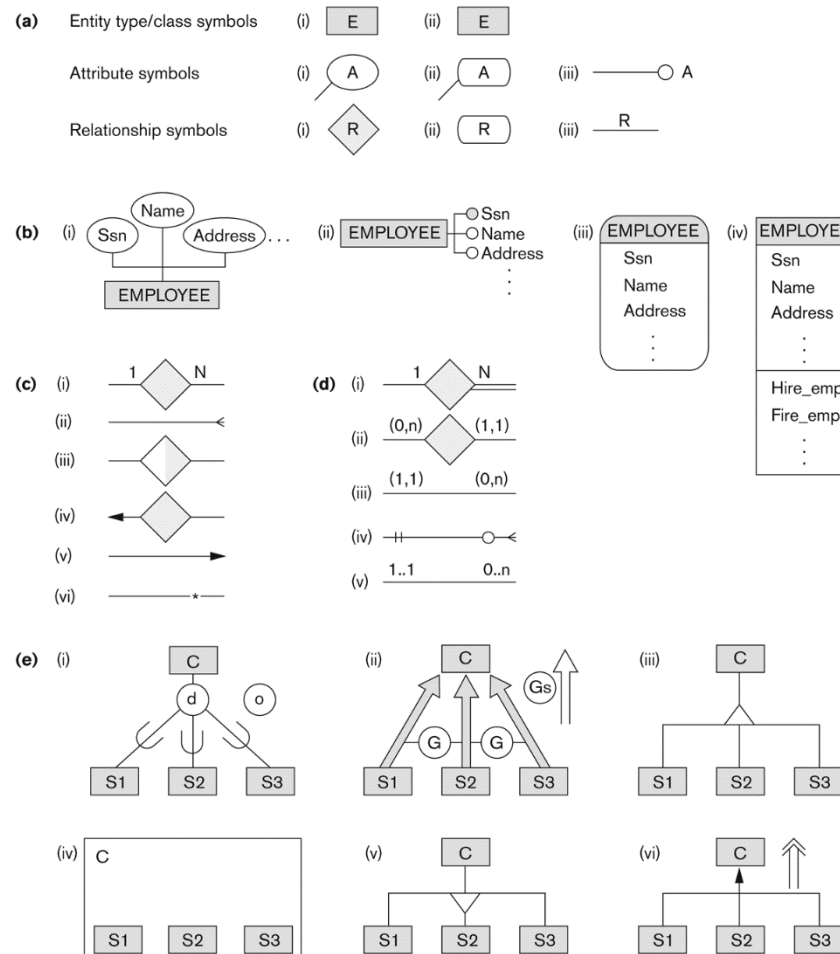 (a) Entity type/class symbols (i) E (ii) E
Attribute symbols (i) A (ii) A (iii) A
Relationship symbols (i) R (ii) R (iii) R
(b) (i) Ssn Name Address . . .
EMPLOYEE
(ii) EMPLOYEE
Ssn
Name
Address
(iii) EMPLOYEE
Ssn
Name
Address
(iv) EMPLOYE
Ssn
Name
Address
Hire_emp
Fire_emp
(c) (i) 1 N
(ii)
(iii)
(iv)
(v)
(vi) *
(d) (i) 1 N
(ii) (0,n) (1,1)
(iii) (1,1) (0,n)
(iv)
(v) 1..1 0..n
(e) (i) C
d o
S1 S2 S3
(ii) C
Gs
G G
S1 S2 S3
(iii) C
S1 S2 S3
(iv) C
S1 S2 S3
(v) C
S1 S2 S3
(vi) C
S1 S2 S3